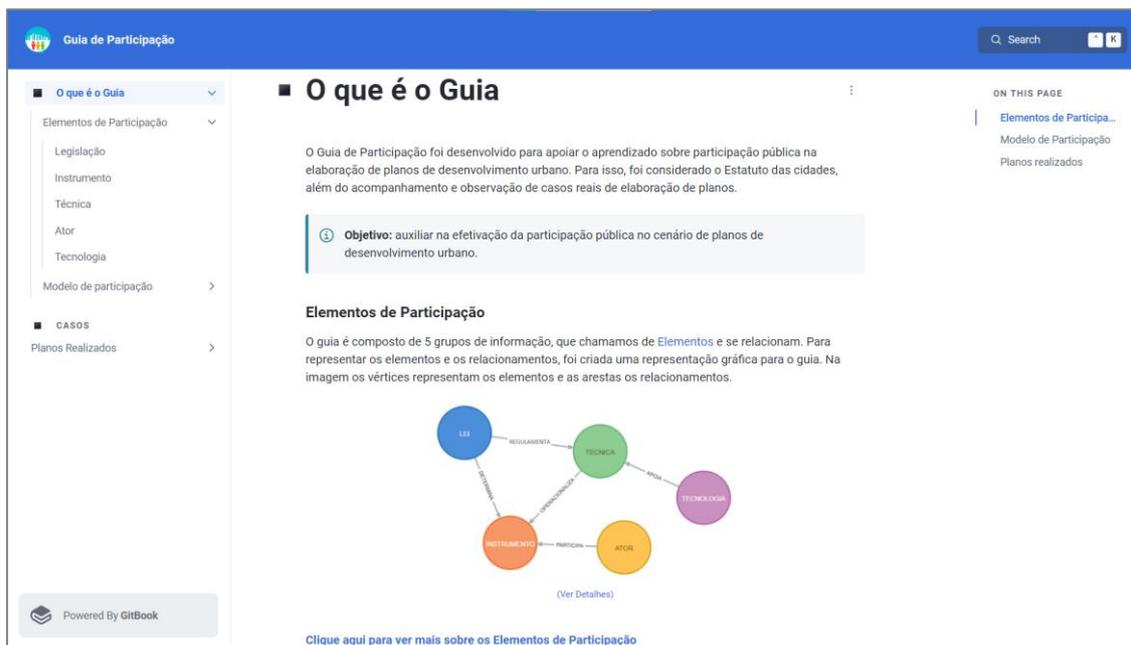 Guia de Participação
Search
^ K
O que é o Guia
Elementos de Participação
Legislação
Instrumento
Técnica
Ator
Tecnologia
Modelo de participação
CASOS
Planos Realizados
Powered By GitBook
O que é o Guia
O Guia de Participação foi desenvolvido para apoiar o aprendizado sobre participação pública na
elaboração de planos de desenvolvimento urbano. Para isso, foi considerado o Estatuto das cidades,
além do acompanhamento e observação de casos reais de elaboração de planos.
Objetivo: auxiliar na efetivação da participação pública no cenário de planos de
desenvolvimento urbano.
Elementos de Participação
O guia é composto de 5 grupos de informação, que chamamos de Elementos e se relacionam. Para
representar os elementos e os relacionamentos, foi criada uma representação gráfica para o guia. Na
imagem os vértices representam os elementos e as arestas os relacionamentos.
LEI
REGULAMENTA
TECNICA
DETERMINA
OPERACIONALIZA
APOIA
TECNOLOGIA
INSTRUMENTO
PARTICIPA
ATOR
(Ver Detalhes)
Clique aqui para ver mais sobre os Elementos de Participação
ON THIS PAGE
Elementos de Participa...
Modelo de Participação
Planos realizados